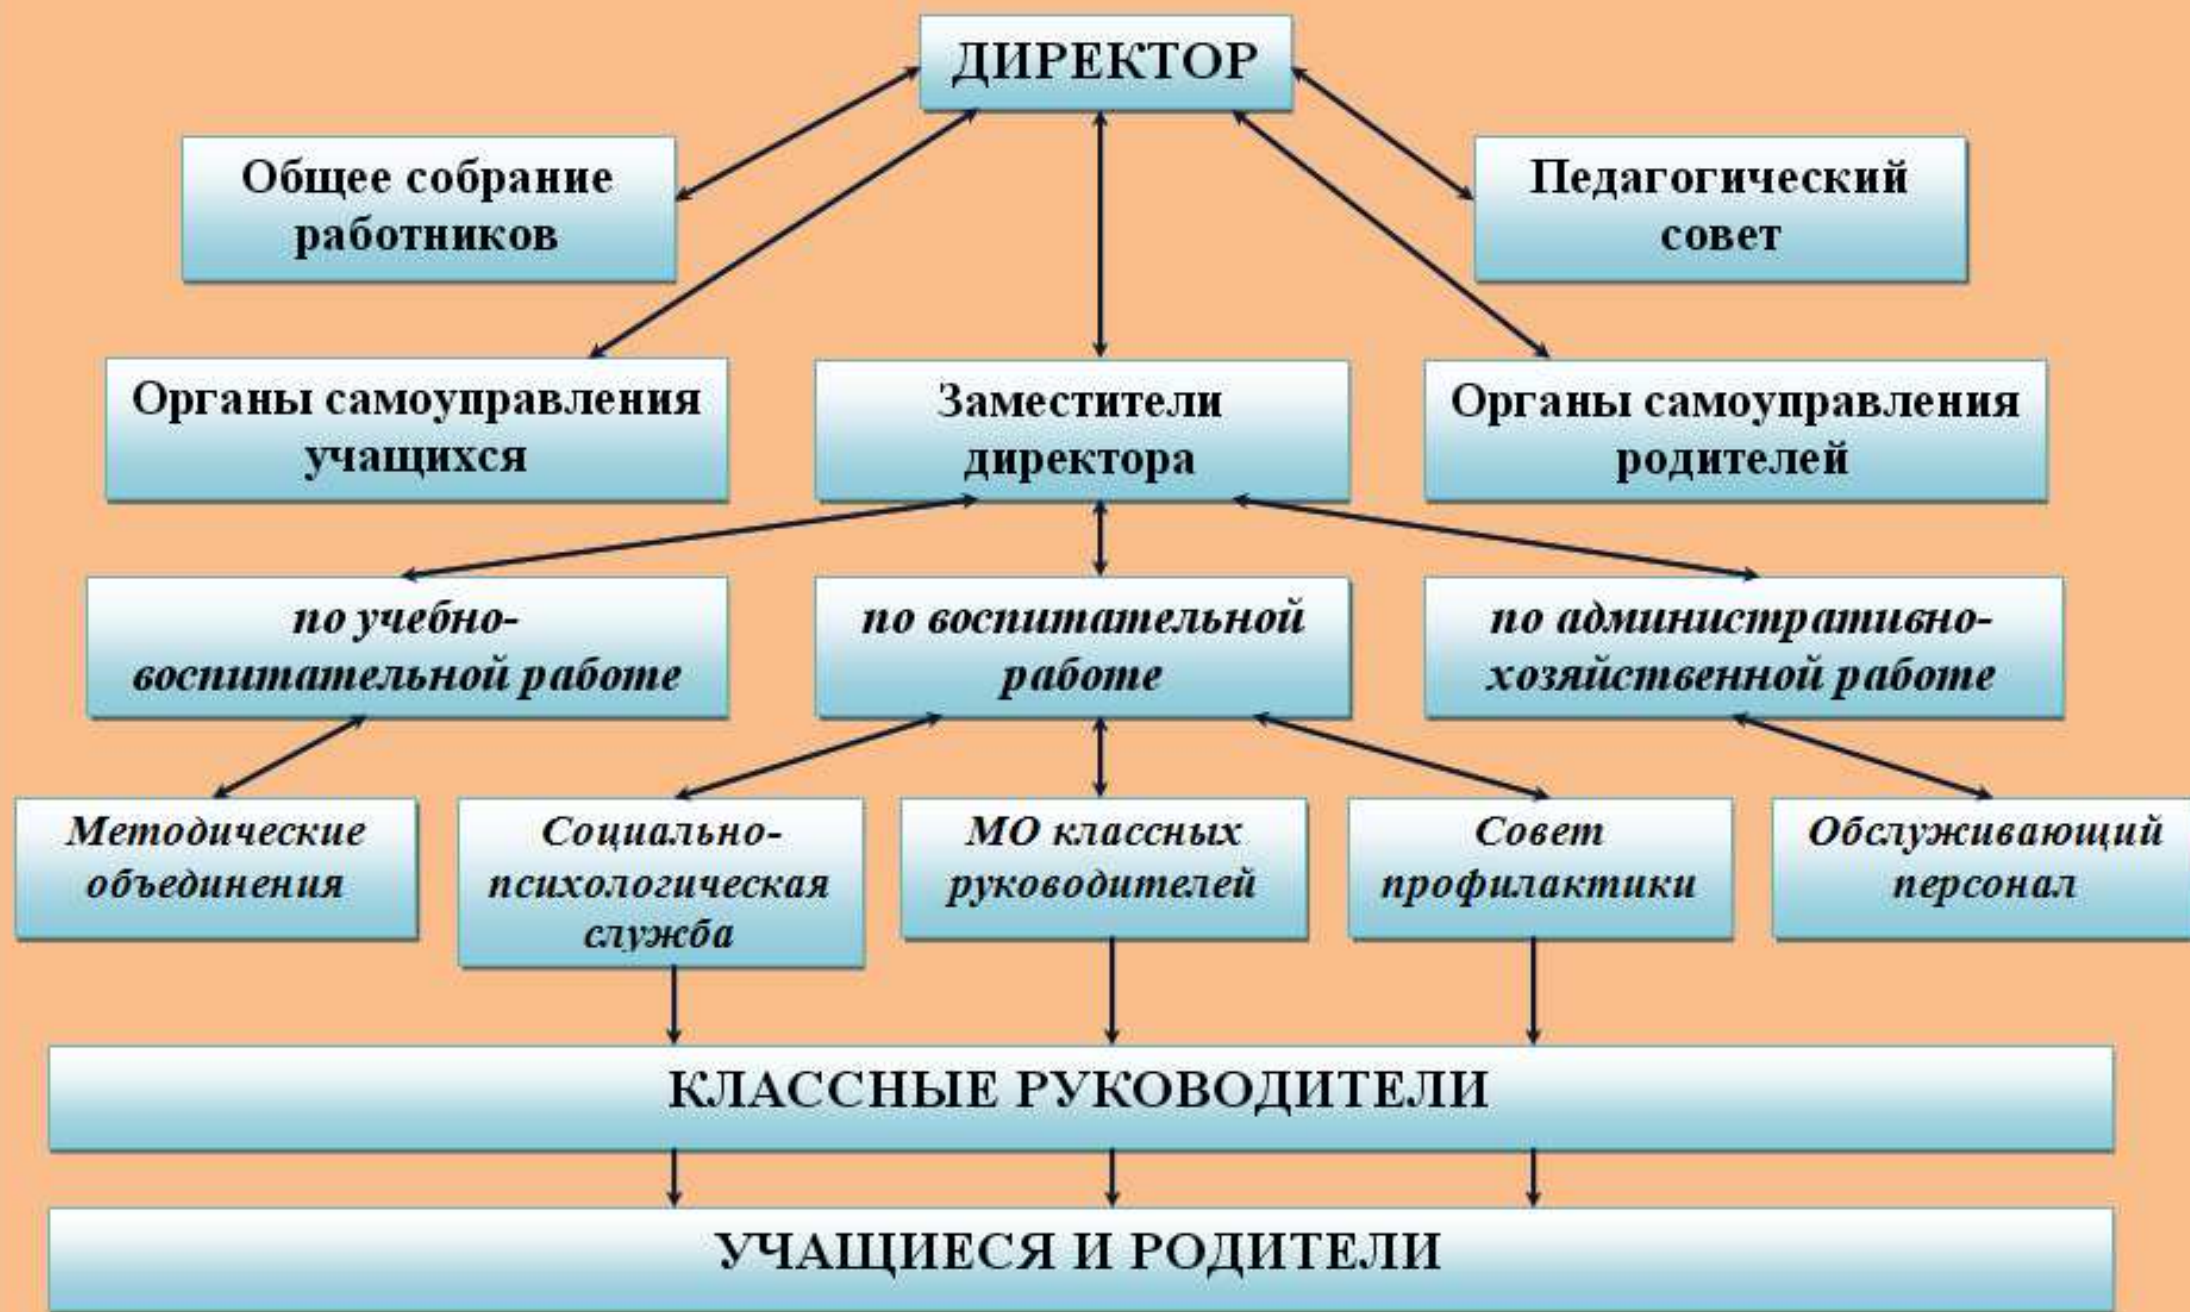 ДИРЕКТОР
Общее собрание
работников
Педагогический
совет
Органы самоуправления
учащихся
Заместители
директора
Органы самоуправления
родителей
по учебно-
воспитательной работе
по воспитательной
работе
по административно-
хозяйственной работе
Методические
объединения
Социально-
психологическая
служба
МО классных
руководителей
Совет
профилактики
Обслуживающий
персонал
КЛАССНЫЕ РУКОВОДИТЕЛИ
УЧАЩИЕСЯ И РОДИТЕЛИ